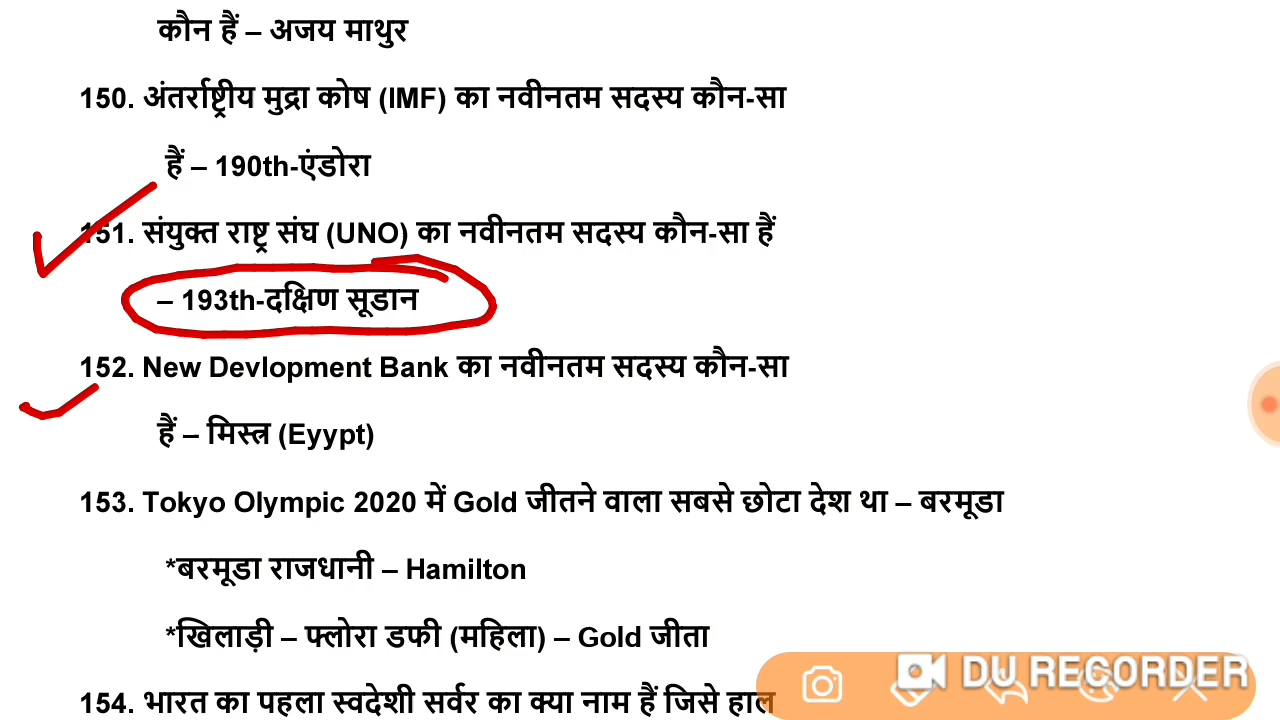 कौन हैं – अजय माथुर
150. अंतर्राष्ट्रीय मुद्रा कोष (IMF) का नवीनतम सदस्य कौन-सा
हैं – 190th-एंडोरा
151. संयुक्त राष्ट्र संघ (UNO) का नवीनतम सदस्य कौन-सा हैं
– 193th-दक्षिण सूडान
152. New Devlopment Bank का नवीनतम सदस्य कौन-सा
हैं – मिस्त्र (Eyypt)
153. Tokyo Olympic 2020 में Gold जीतने वाला सबसे छोटा देश था – बरमूडा
*बरमूडा राजधानी – Hamilton
*खिलाड़ी – फ्लोरा डफी (महिला) – Gold जीता
154. भारत का पहला स्वदेशी सर्वर का क्या नाम हैं जिसे हाल
DU RECORDER